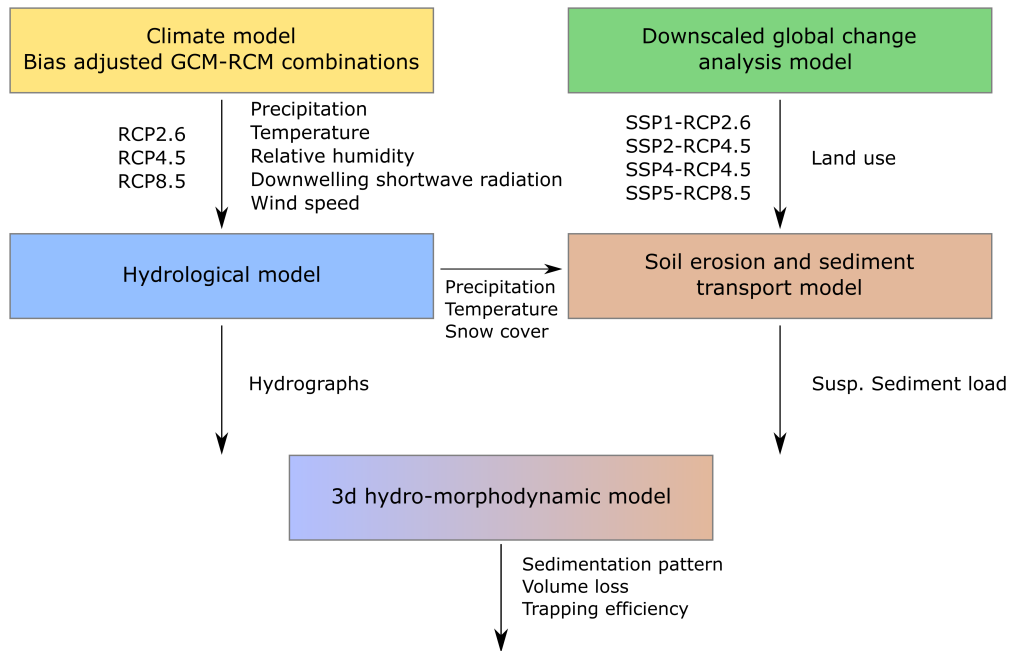 Climate model
Bias adjusted GCM-RCM combinations
Downscaled global change
analysis model
RCP2.6
RCP4.5
RCP8.5
Precipitation
Temperature
Relative humidity
Downwelling shortwave radiation
Wind speed
SSP1-RCP2.6
SSP2-RCP4.5
SSP4-RCP4.5
SSP5-RCP8.5
Land use
Hydrological model
Precipitation
Temperature
Snow cover
Soil erosion and sediment
transport model
Hydrographs
Susp. Sediment load
3d hydro-morphodynamic model
Sedimentation pattern
Volume loss
Trapping efficiency